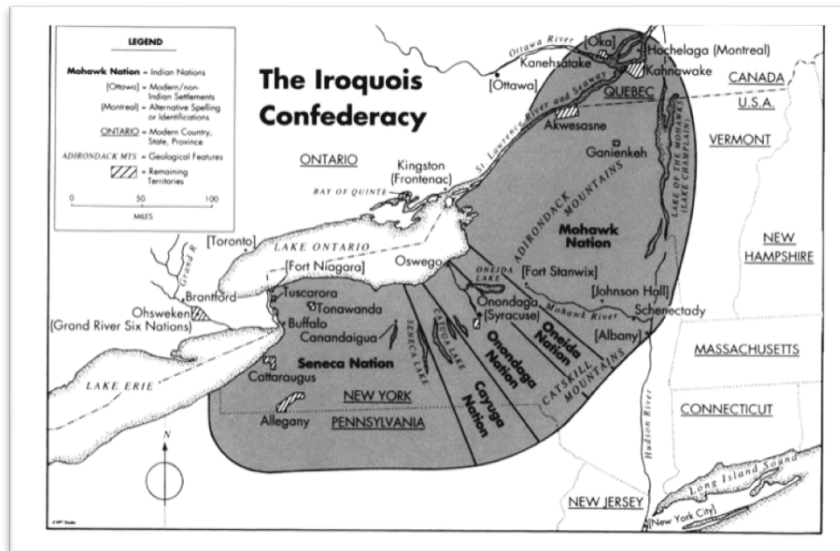 LEGEND
Mohawk Nation = Indian Nations
[Ottawa] = Modern/non-
Indian Settlements
(Montreal) = Alternative Spelling
or Identifications
ONTARIO = Modern Country,
State, Province
ADIRONDACK MTS = Geological Features
= Remaining
Territories
0 50 100
MILES
The Iroquois
Confederacy
Ottawa River
[Oka]
Kanehsatake
Hochelaga (Montreal)
Kahnawake
[Ottawa]
QUEBEC
CANADA
U.S.A.
St. Lawrence River and Seaway
Akwesasne
VERMONT
Ganienkeh
LAKE OF THE MOHAWKS
(LAKE CHAMPLAIN)
ONTARIO
Kingston
(Frontenac)
BAY OF QUINTE
ADIRONDACK MOUNTAINS
Mohawk
Nation
NEW
HAMPSHIRE
[Toronto]
LAKE ONTARIO
Oswego
[Fort Niagara]
ONEIDA
LAKE
[Fort Stanwix]
Grand R.
Brantford
Tuscarora
Tonawanda
Onondaga
(Syracuse)
[Johnson Hall]
Mohawk River
Schenectady
Ohsweken
(Grand River Six Nations)
Buffalo
Canandaigua
[Albany]
SENECA LAKE
CAYUGA LAKE
Onondaga
Nation
Oneida
Nation
CATSKILL MOUNTAINS
MASSACHUSETTS
Seneca Nation
LAKE ERIE
Cattaraugus
NEW YORK
Cayuga
Nation
CONNECTICUT
Allegany
PENNSYLVANIA
Hudson River
N
Long Island Sound
NEW JERSEY
[New York City]